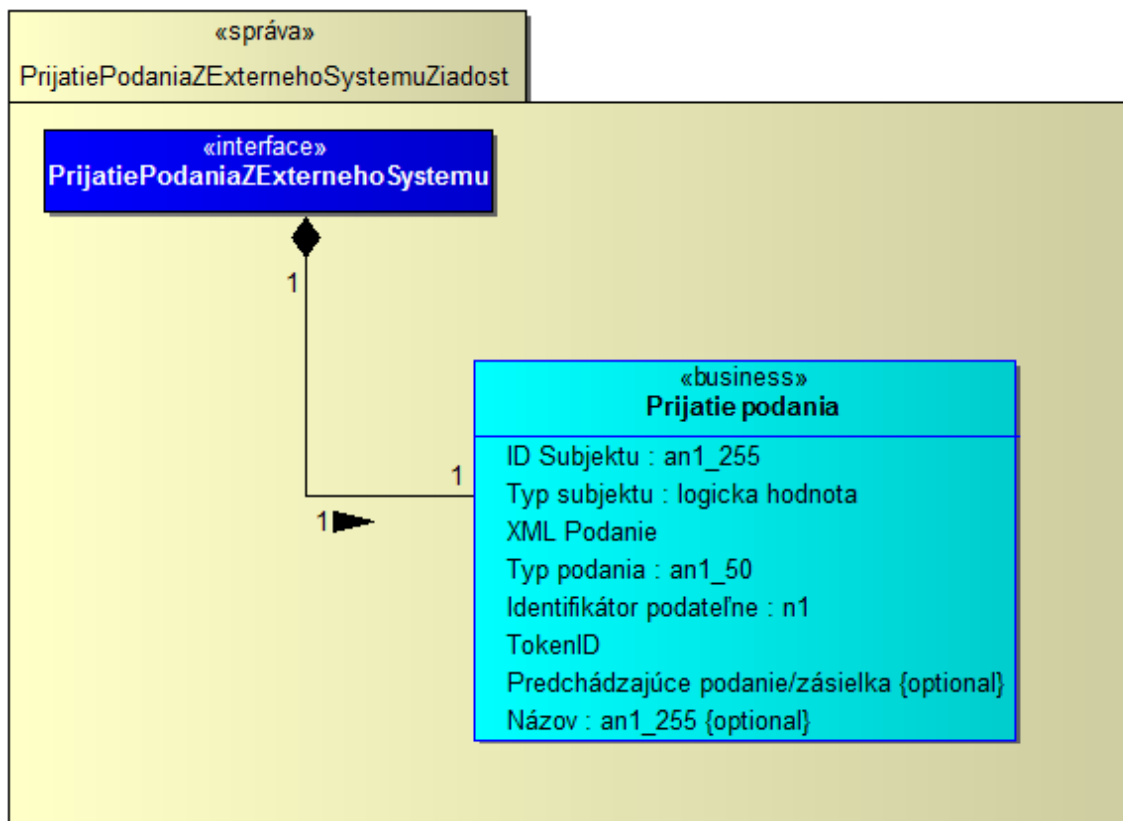 «správa»
PrijatiePodaniaZExternehoSystemuZiadost
«interface»
PrijatiePodaniaZExternehoSystemu
1
1
1
«business»
Prijatie podania
ID Subjektu : an1_255
Typ subjektu : logicka hodnota
XML Podanie
Typ podania : an1_50
Identifikátor podateľne : n1
TokenID
Predchádzajúce podanie/zásielka {optional}
Názov : an1_255 {optional}